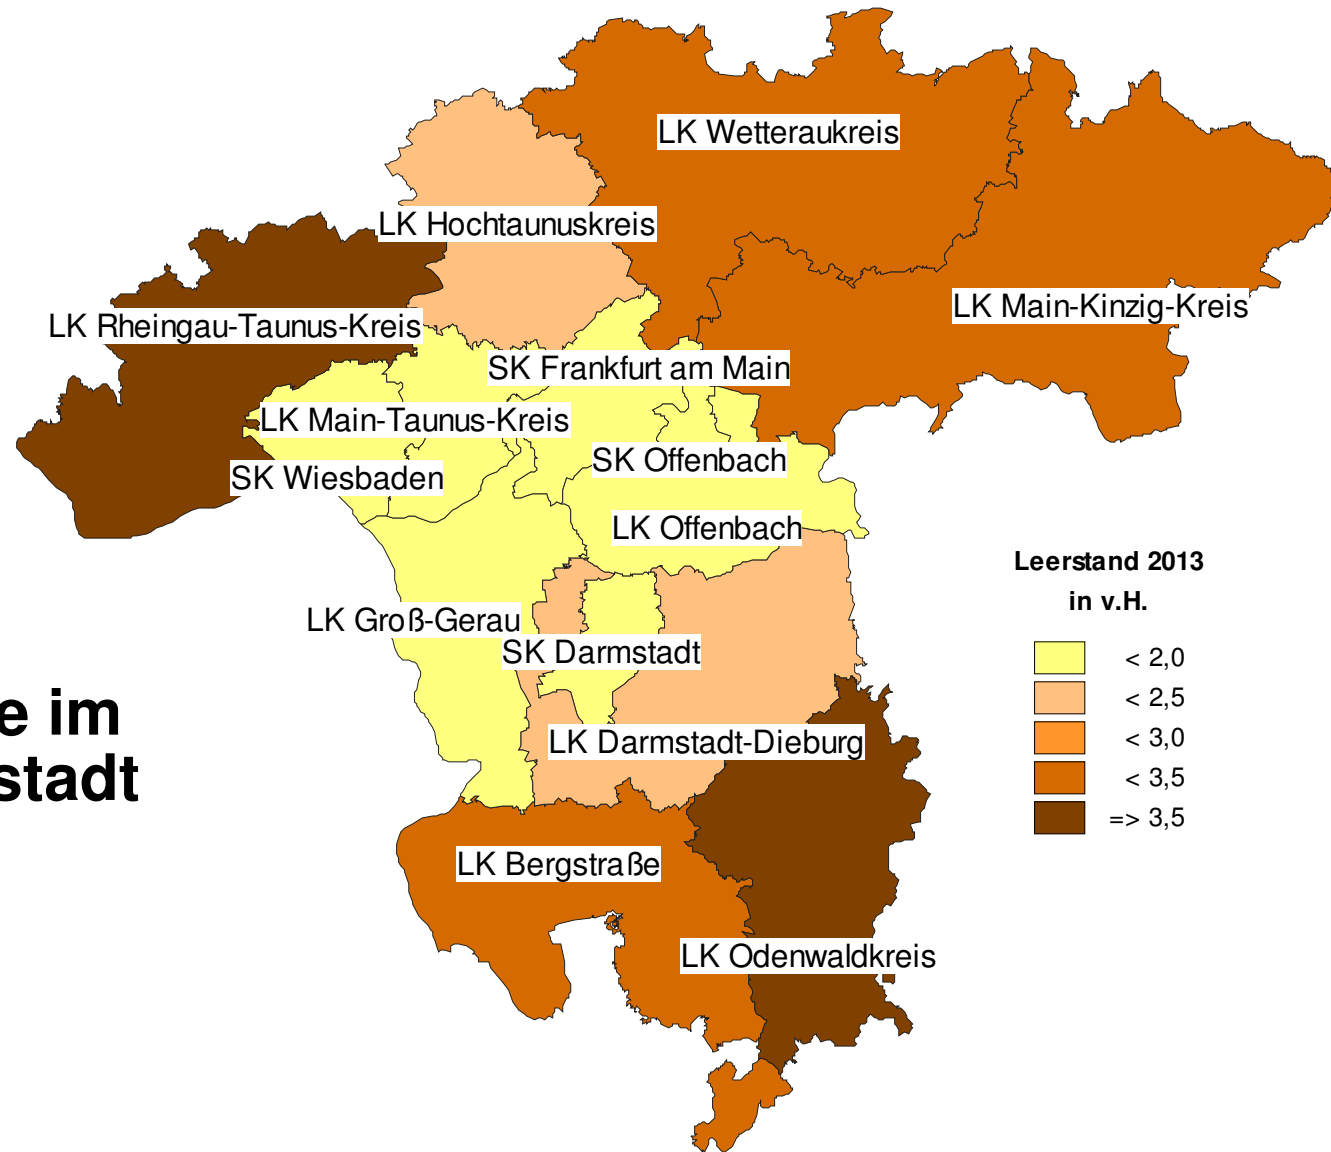 LK Wetteraukreis
LK Hochtaunuskreis
LK Main-Kinzig-Kreis
LK Rheingau-Taunus-Kreis
SK Frankfurt am Main
LK Main-Taunus-Kreis
SK Offenbach
SK Wiesbaden
LK Offenbach
LK Groß-Gerau
SK Darmstadt
LK Darmstadt-Dieburg
LK Bergstraße
LK Odenwaldkreis
Leerstand 2013
in v.H.
< 2,0
< 2,5
< 3,0
< 3,5
=> 3,5
e im
stadt